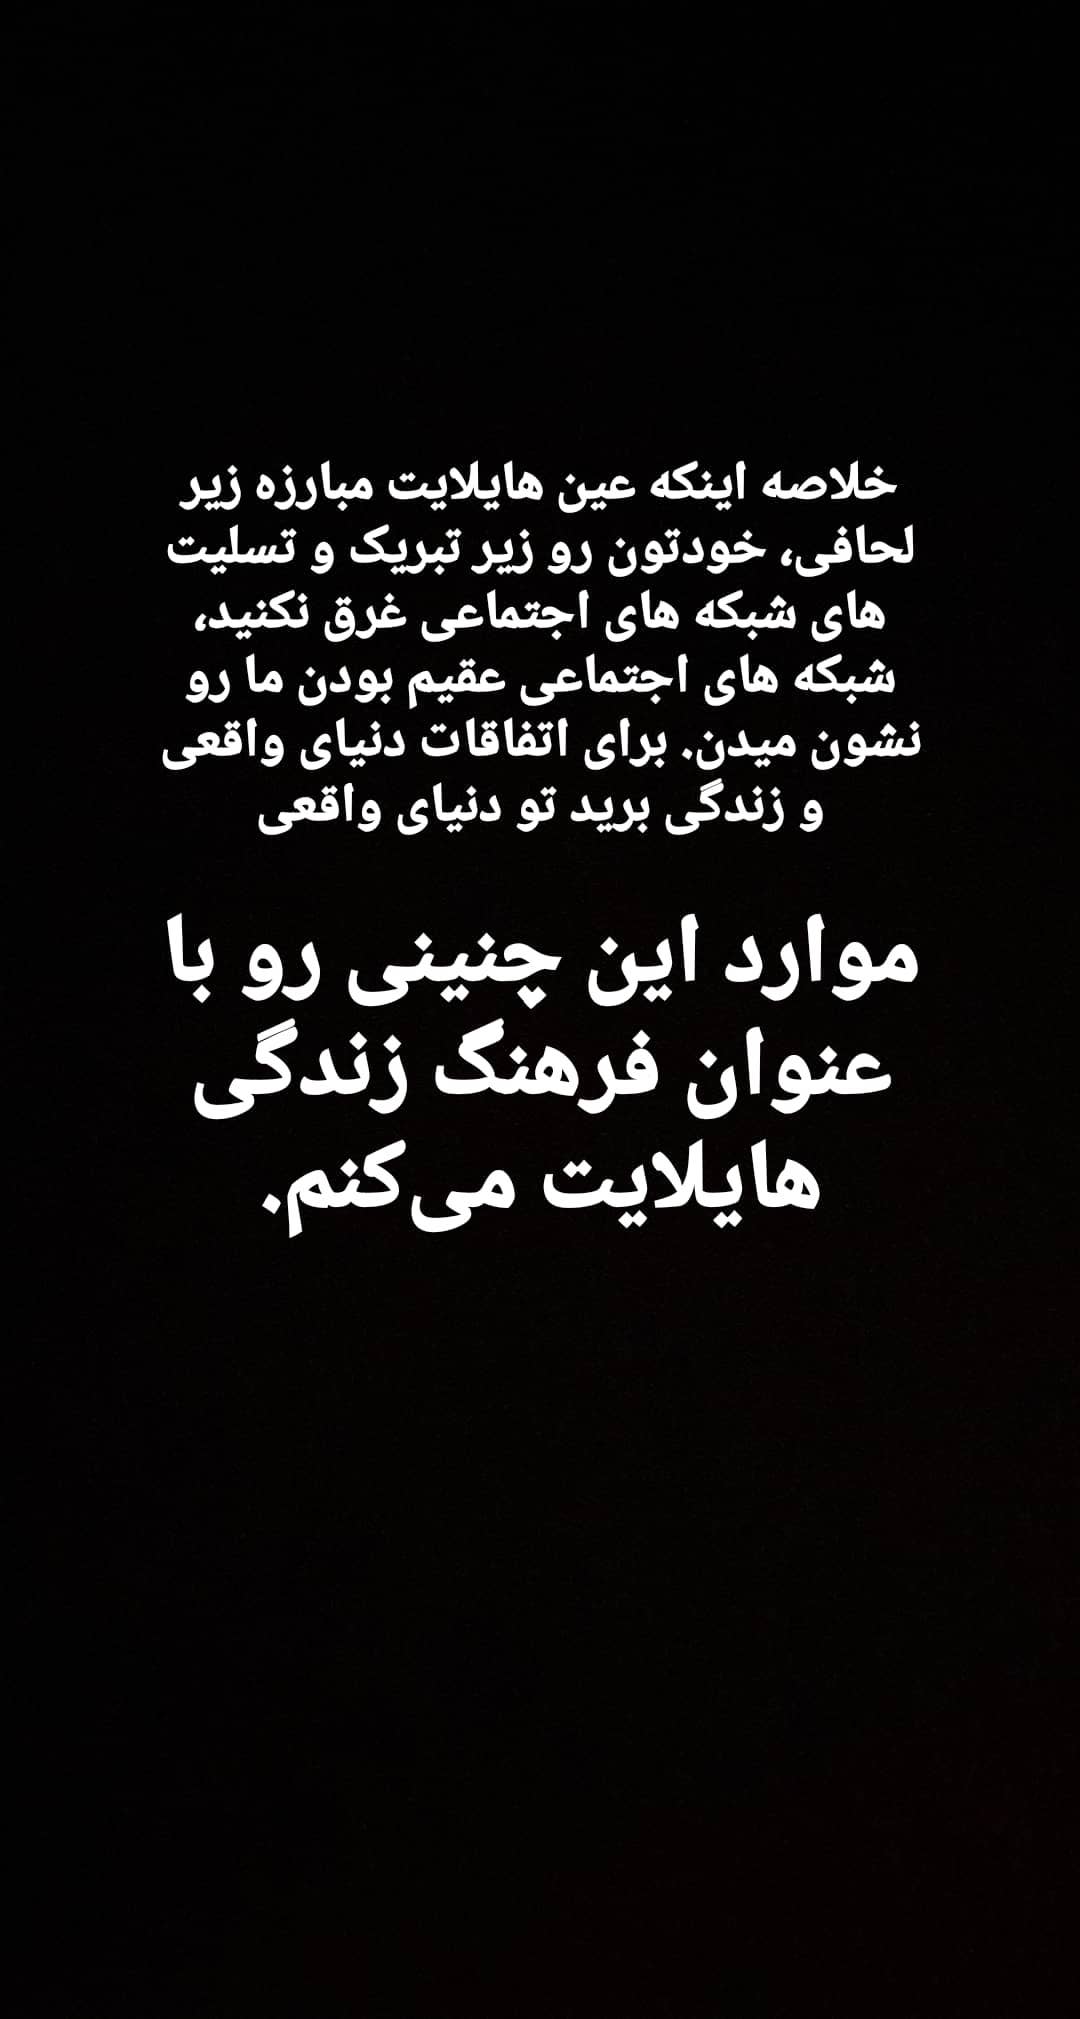 خلاصه اینکه عین هایلایت مبارزه زیر
لحافی، خودتون رو زیر تبریک و تسلیت
های شبکه های اجتماعی غرق نکنید،
شبکه های اجتماعی عقیم بودن ما رو
نشون میدن. برای اتفاقات دنیای واقعی
و زندگی برید تو دنیای واقعی
موارد این چنینی رو با
عنوان فرهنگ زندگی
هایلایت می‌کنم.